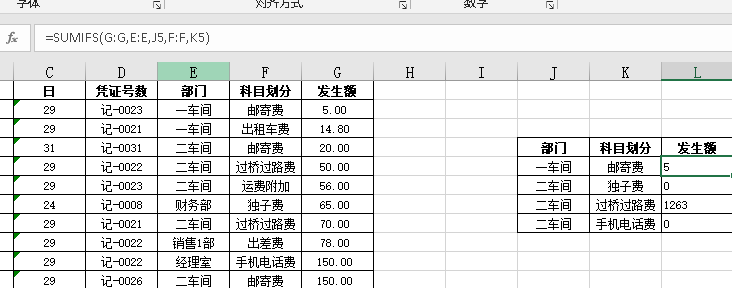 字体 对齐方式 数字
fx =SUMIFS(G:G,E:E,J5,F:F,K5)
C D E F G H I J K L
日 凭证号数 部门 科目划分 发生额
29 记-0023 一车间 邮寄费 5.00
29 记-0021 一车间 出租车费 14.80
31 记-0031 二车间 邮寄费 20.00 部门 科目划分 发生额
29 记-0022 二车间 过桥过路费 50.00 一车间 邮寄费 5
29 记-0023 二车间 运费附加 56.00 二车间 独子费 0
24 记-0008 财务部 独子费 65.00 二车间 过桥过路费 1263
29 记-0021 二车间 过桥过路费 70.00 二车间 手机电话费 0
29 记-0022 销售1部 出差费 78.00
29 记-0022 经理室 手机电话费 150.00
29 记-0026 二车间 邮寄费 150.00